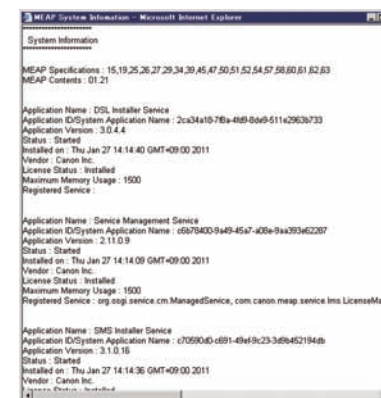 MEAP System Infomation - Microsoft Internet Explorer
**********************
System Information
**********************
MEAP Specifications : 15,19,25,26,27,29,34,39,45,47,50,51,52,54,57,58,60,61,62,63
MEAP Contents : 01.21
Application Name : DSL Installer Service
Application ID/System Application Name : 2ca34a18-7f8a-4fd9-8de9-511e2963b733
Application Version : 3.0.4.4
Status : Started
Installed on : Thu Jan 27 14:14:40 GMT+09:00 2011
Vendor : Canon Inc.
License Status : Installed
Maximum Memory Usage : 1500
Registered Service :
Application Name : Service Management Service
Application ID/System Application Name : c6b78400-9a49-45a7-a08e-9aa393e62287
Application Version : 2.11.0.9
Status : Started
Installed on : Thu Jan 27 14:14:09 GMT+09:00 2011
Vendor : Canon Inc.
License Status : Installed
Maximum Memory Usage : 1500
Registered Service : org.osgi.service.cm.ManagedService, com.canon.meap.service.lms.LicenseMa
Application Name : SMS Installer Service
Application ID/System Application Name : c70590d0-c691-49ef-9c23-3d9b452194db
Application Version : 3.1.0.16
Status : Started
Installed on : Thu Jan 27 14:14:36 GMT+09:00 2011
Vendor : Canon Inc.
License Status : Installed